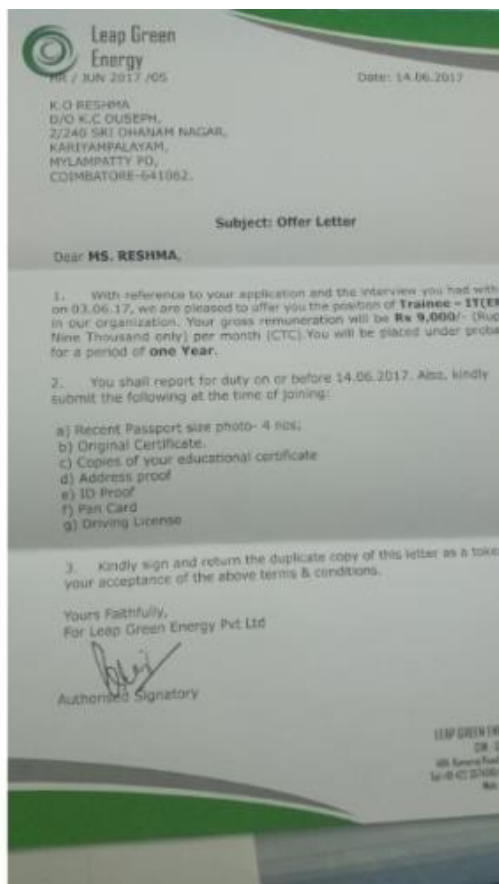 Leap Green
Energy
HR / JUN 2017 /05
Date: 14.06.2017
K.O RESHMA
D/O K.C OUSEPH,
2/240 SRI DHANAM NAGAR,
KARIYAMPALAYAM,
MYLAMPATTY PO,
COIMBATORE-641062.
Subject: Offer Letter
Dear MS. RESHMA,
1. With reference to your application and the interview you had with
on 03.06.17, we are pleased to offer you the position of Trainee - IT(ER
in our organization. Your gross remuneration will be Rs 9,000/- (Rup
Nine Thousand only) per month (CTC).You will be placed under proba
for a period of one Year.
2. You shall report for duty on or before 14.06.2017. Also, kindly
submit the following at the time of joining:
a) Recent Passport size photo- 4 nos;
b) Original Certificate.
c) Copies of your educational certificate
d) Address proof
e) ID Proof
f) Pan Card
g) Driving License
3. Kindly sign and return the duplicate copy of this letter as a toke
your acceptance of the above terms & conditions.
Yours Faithfully,
For Leap Green Energy Pvt Ltd
Authorised Signatory
LEAP GREEN